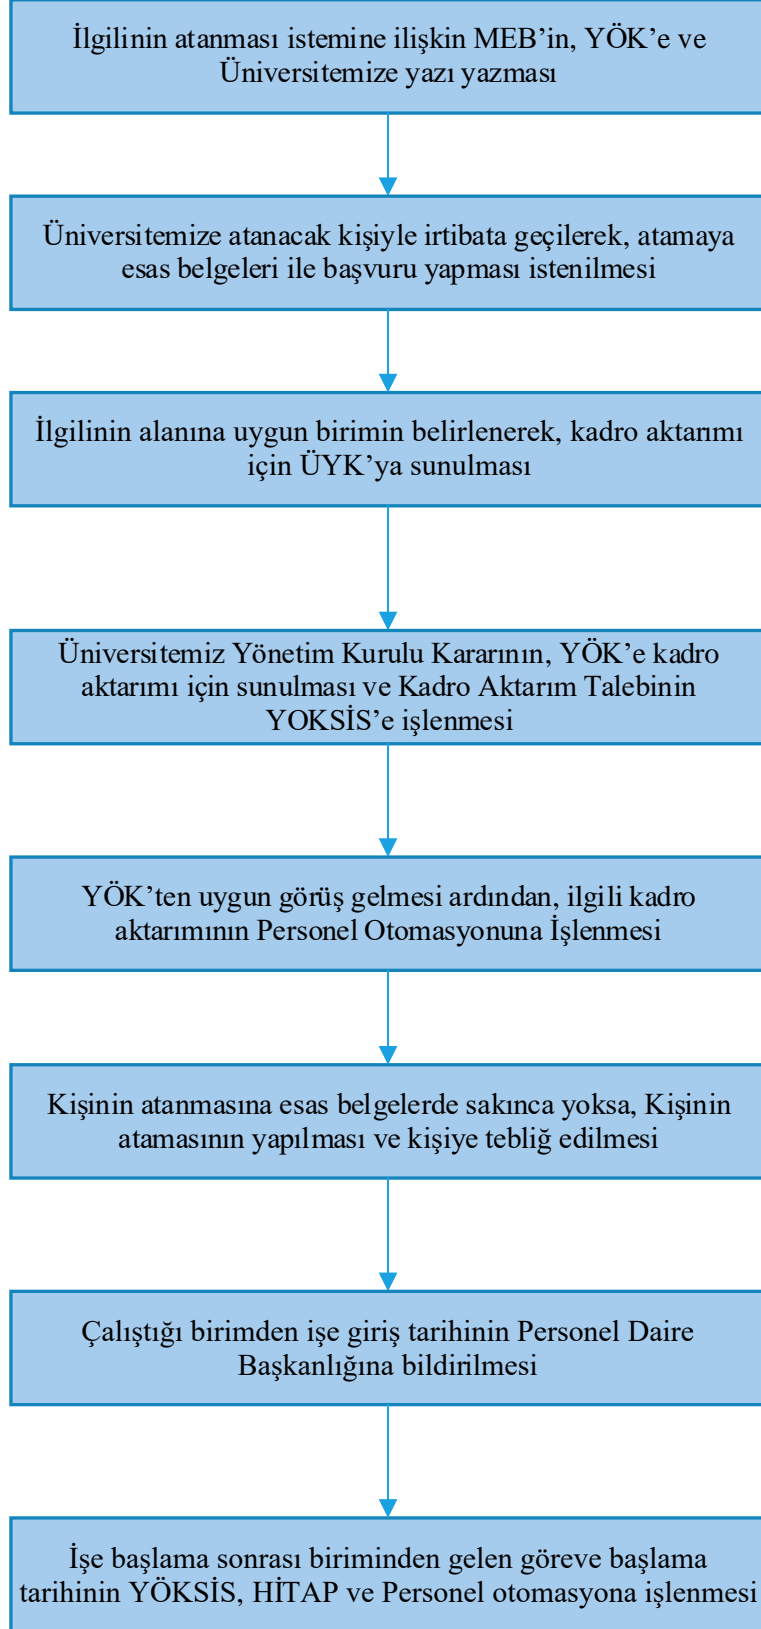 İlgilinin atanması istemine ilişkin MEB’in, YÖK’e ve
Üniversitemize yazı yazması
Üniversitemize atanacak kişiyle irtibata geçilerek, atamaya
esas belgeleri ile başvuru yapması istenilmesi
İlgilinin alanına uygun birimin belirlenerek, kadro aktarımı
için ÜYK’ya sunulması
Üniversitemiz Yönetim Kurulu Kararının, YÖK’e kadro
aktarımı için sunulması ve Kadro Aktarım Talebinin
YOKSİS’e işlenmesi
YÖK’ten uygun görüş gelmesi ardından, ilgili kadro
aktarımının Personel Otomasyonuna İşlenmesi
Kişinin atanmasına esas belgelerde sakınca yoksa, Kişinin
atamasının yapılması ve kişiye tebliğ edilmesi
Çalıştığı birimden işe giriş tarihinin Personel Daire
Başkanlığına bildirilmesi
İşe başlama sonrası biriminden gelen göreve başlama
tarihinin YÖKSİS, HİTAP ve Personel otomasyona işlenmesi